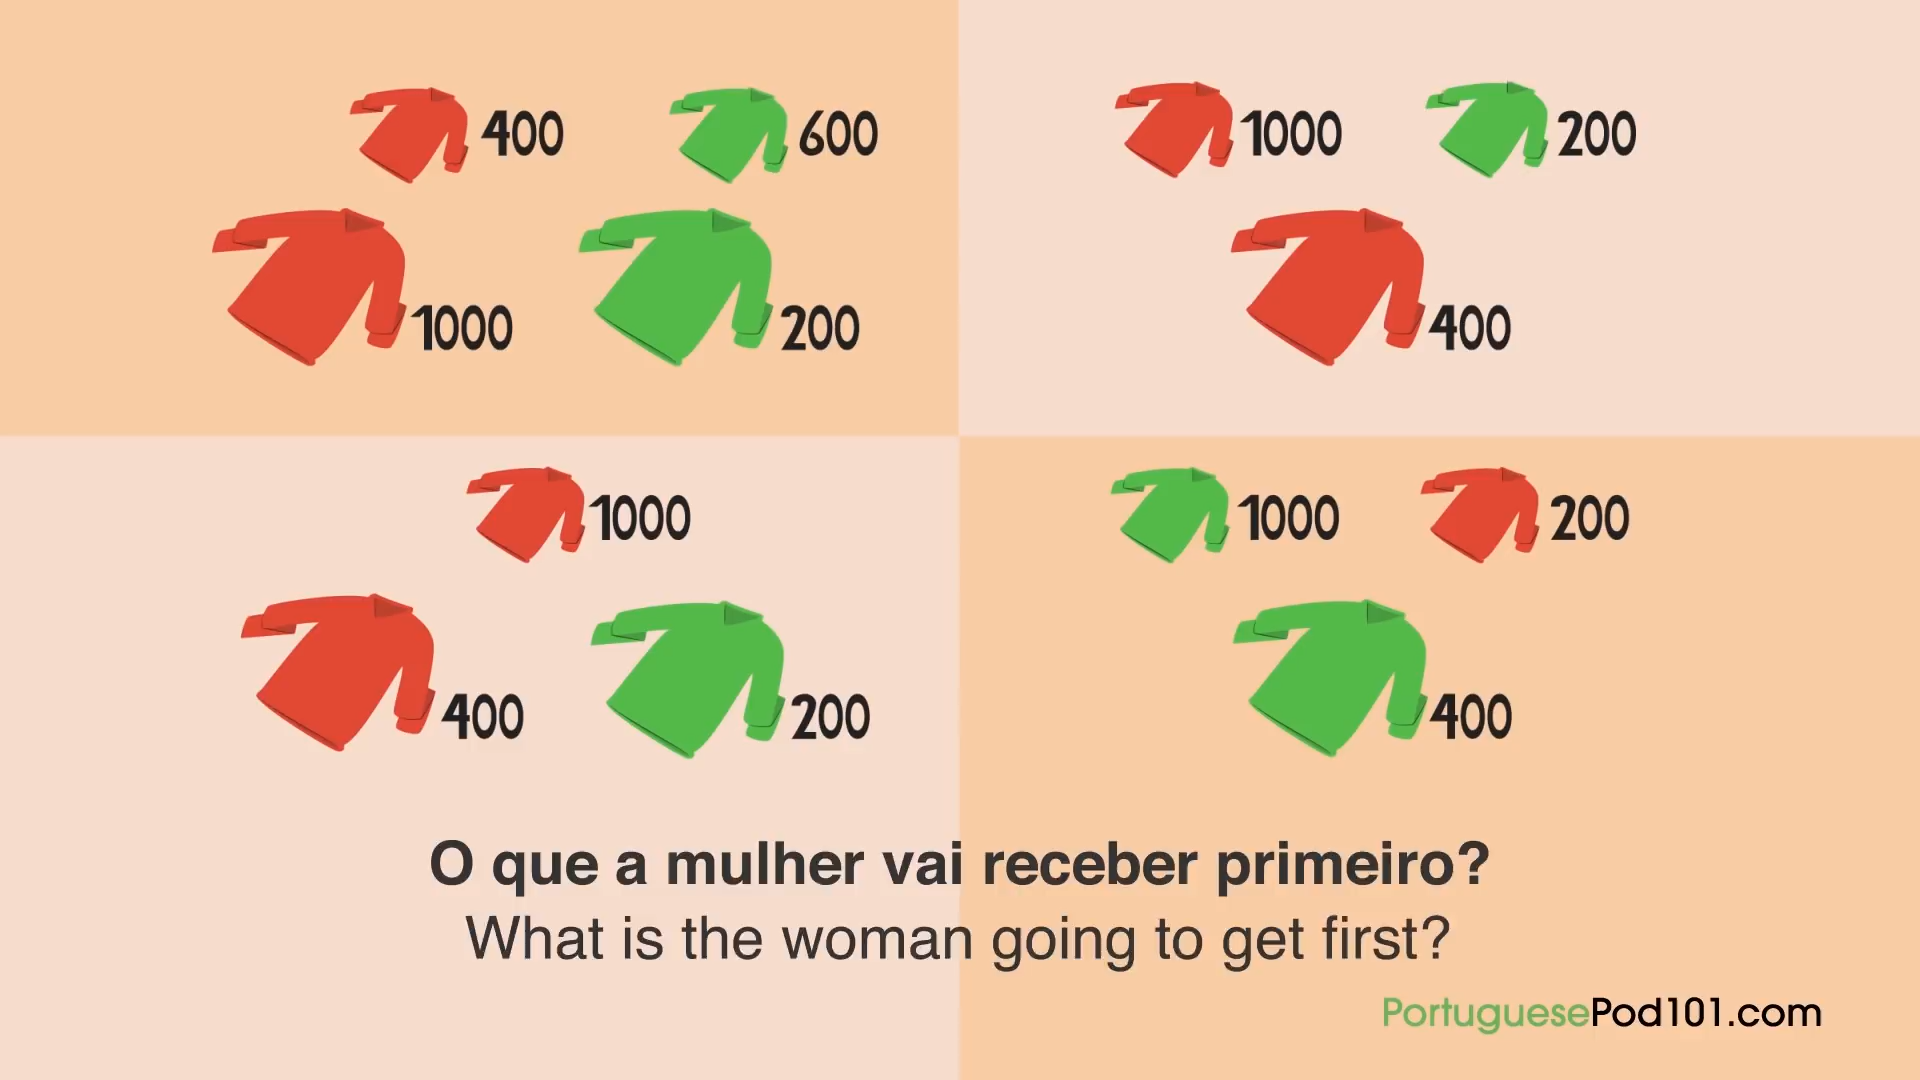 400 600
1000 200
1000 200
400
1000
400 200
1000 200
400
O que a mulher vai receber primeiro?
What is the woman going to get first?
PortuguesePod101.com